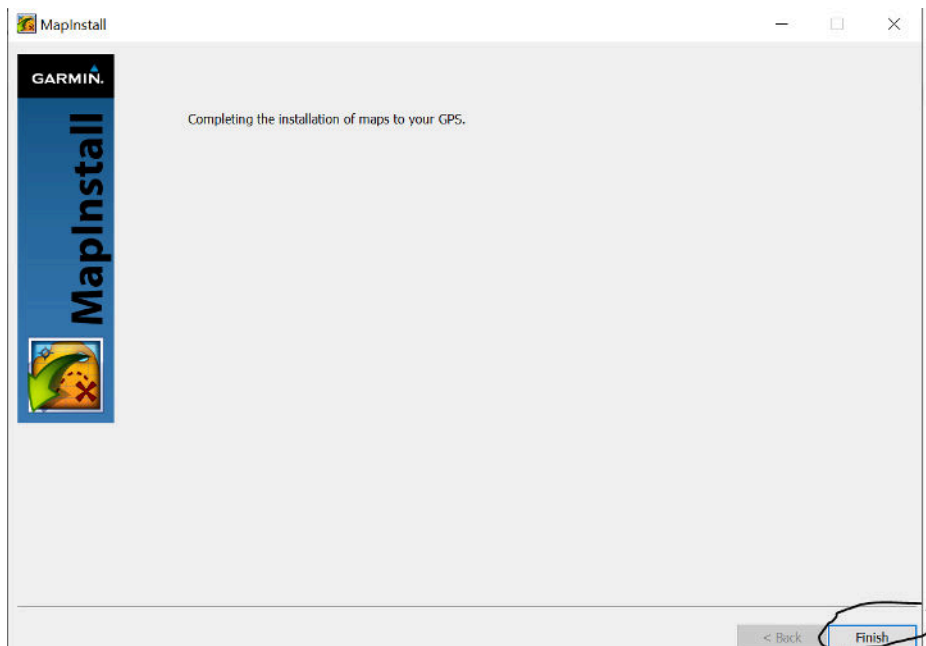 MapInstall
GARMIN.
MapInstall
Completing the installation of maps to your GPS.
< Back
Finish